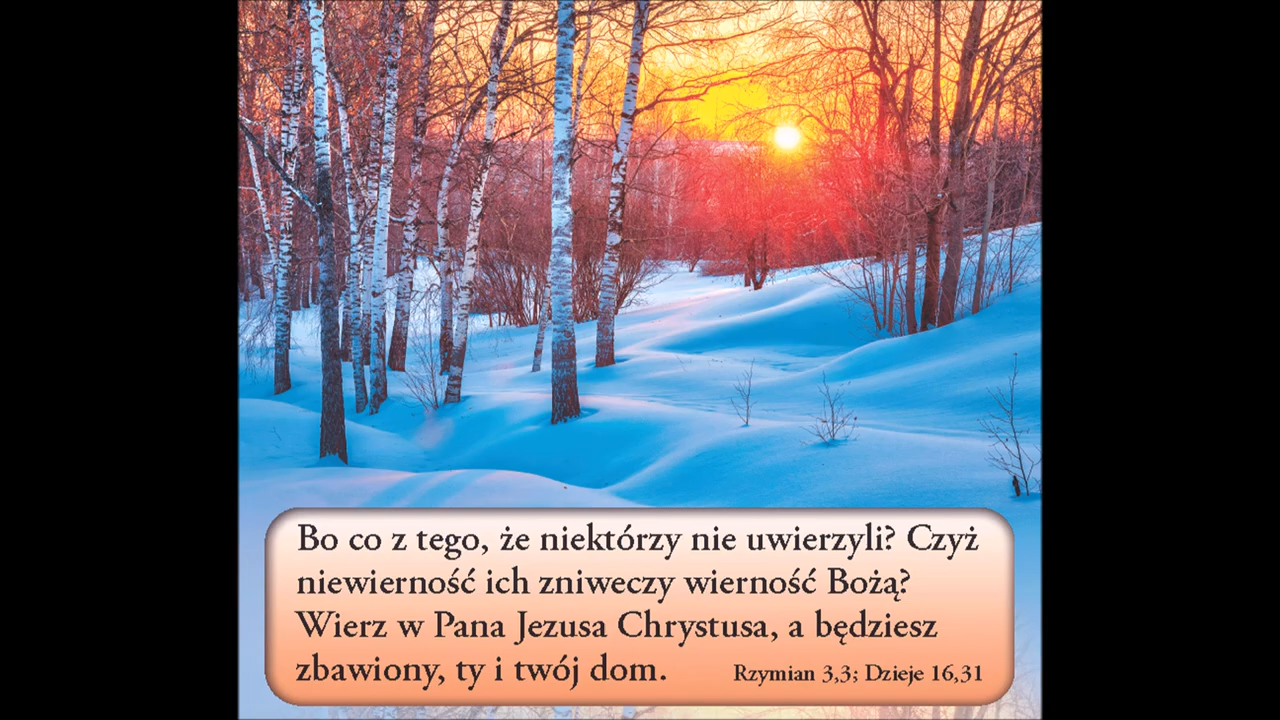 Bo co z tego, że niektórzy nie uwierzyli? Czyż
niewierność ich zniweczy wierność Bożą?
Wierz w Pana Jezusa Chrystusa, a będziesz
zbawiony, ty i twój dom. Rzymian 3,3; Dzieje 16,31